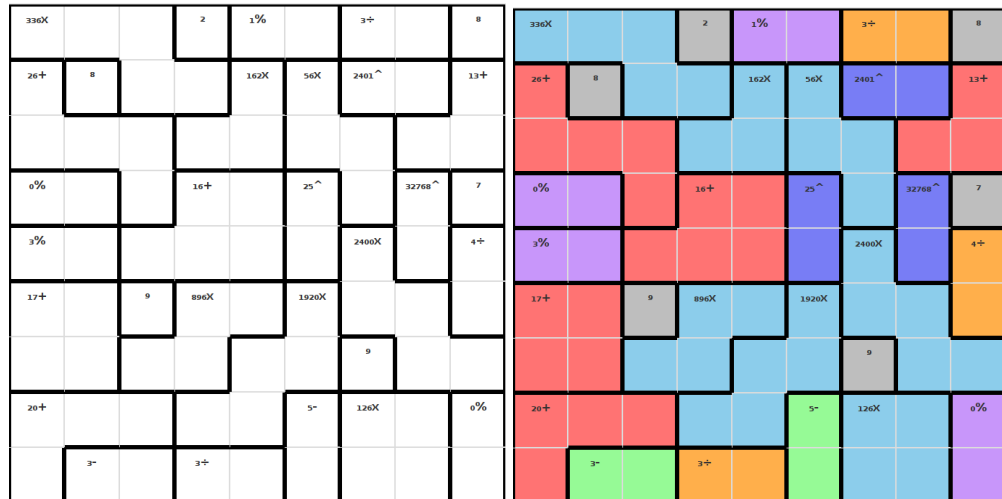 336X 2 1% 3÷ 8
26+ 8 162X 56X 2401^ 13+
0% 16+ 25^ 32768^ 7
3% 2400X 4÷
17+ 9 896X 1920X
9
20+ 5- 126X 0%
3- 3÷
336X 2 1% 3÷ 8
26+ 8 162X 56X 2401^ 13+
0% 16+ 25^ 32768^ 7
3% 2400X 4÷
17+ 9 896X 1920X
9
20+ 5- 126X 0%
3- 3÷